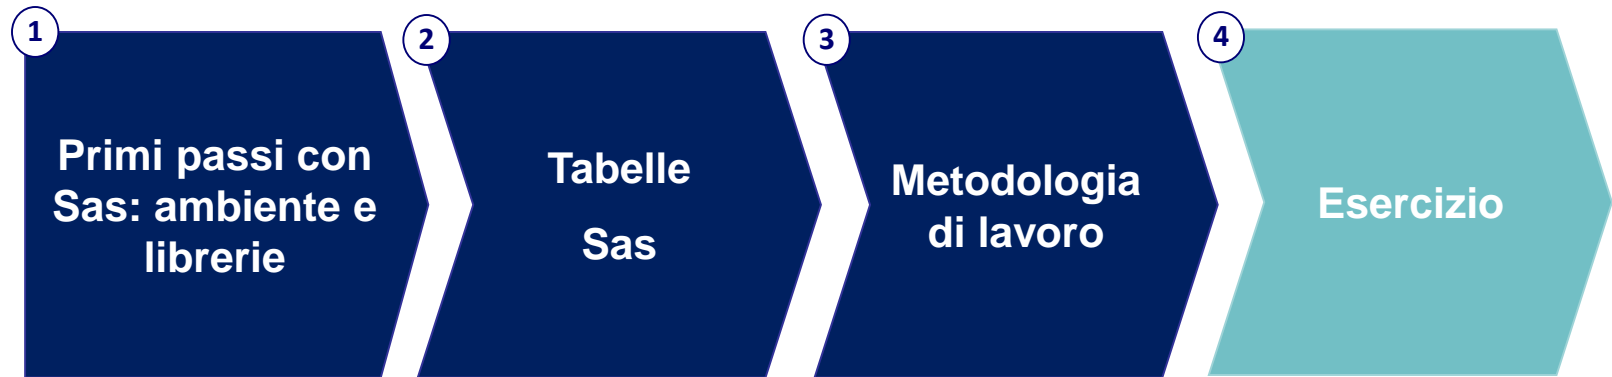 1
Primi passi con
Sas: ambiente e
librerie
2
Tabelle
Sas
3
Metodologia
di lavoro
4
Esercizio